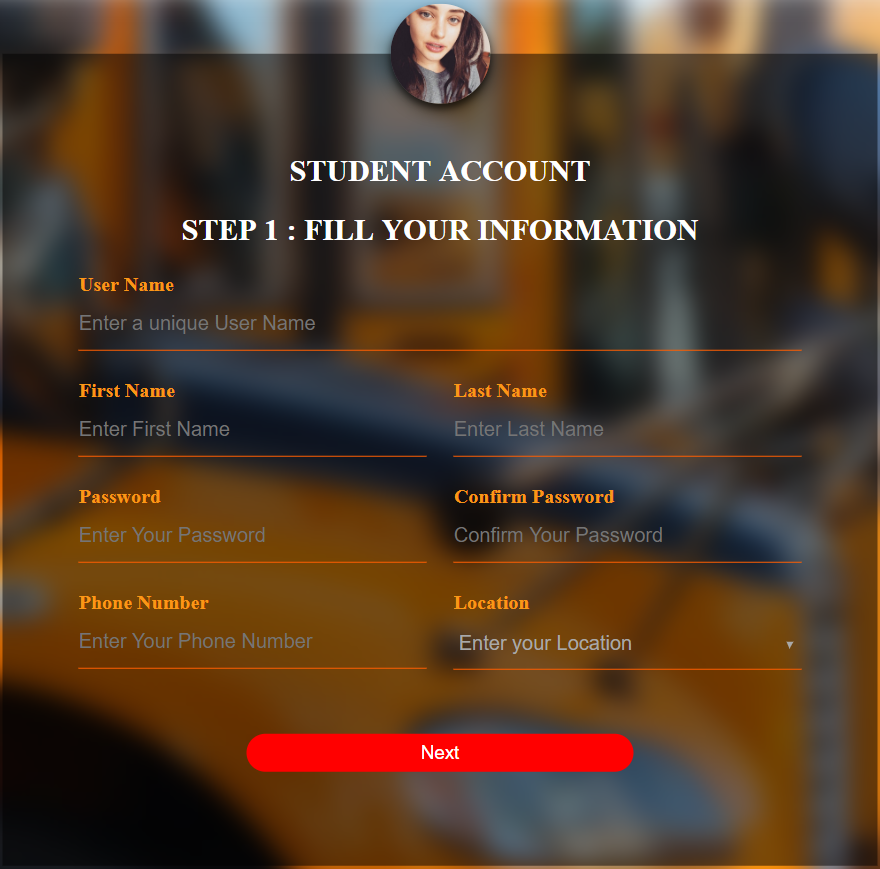 STUDENT ACCOUNT
STEP 1 : FILL YOUR INFORMATION
User Name
Enter a unique User Name
First Name
Last Name
Enter First Name
Enter Last Name
Password
Confirm Password
Enter Your Password
Confirm Your Password
Phone Number
Location
Enter Your Phone Number
Enter your Location
Next